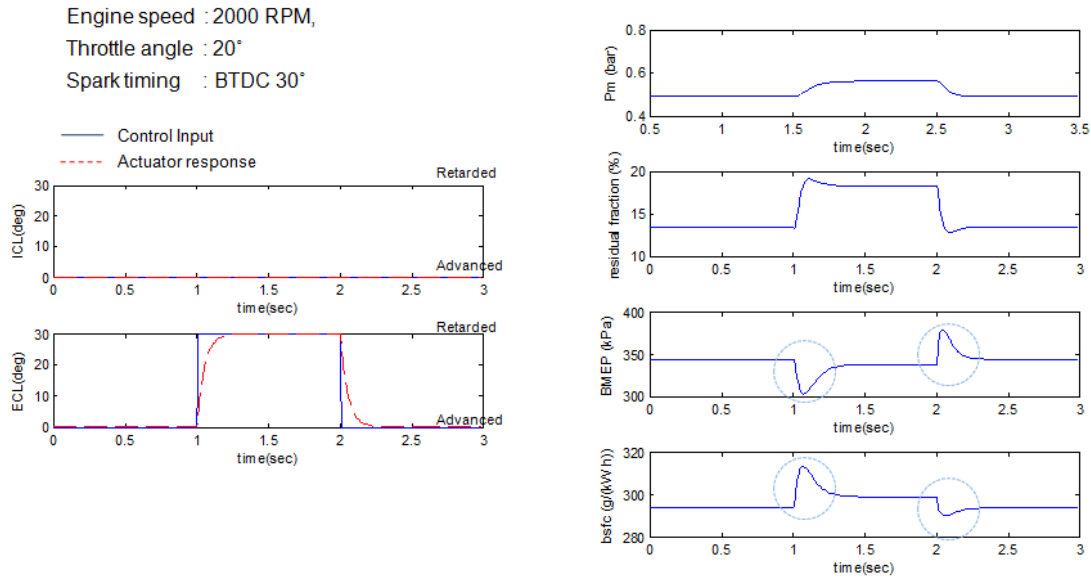 Engine speed : 2000 RPM,
Throttle angle : 20˚
Spark timing : BTDC 30˚
Control Input
Actuator response
Retarded
30
20
10
0
ICL(deg)
Advanced
0 0.5 1 1.5 2 2.5 3
time(sec)
Retarded
30
20
10
0
ECL(deg)
Advanced
0 0.5 1 1.5 2 2.5 3
time(sec)
0.8
0.6
0.4
Pm (bar)
0.5 1 1.5 2 2.5 3 3.5
time(sec)
20
15
10
residual fraction (%)
0 0.5 1 1.5 2 2.5 3
time(sec)
400
350
300
BMEP (kPa)
0 0.5 1 1.5 2 2.5 3
time(sec)
320
300
280
bsfc (g/(kWh))
0 0.5 1 1.5 2 2.5 3
time(sec)